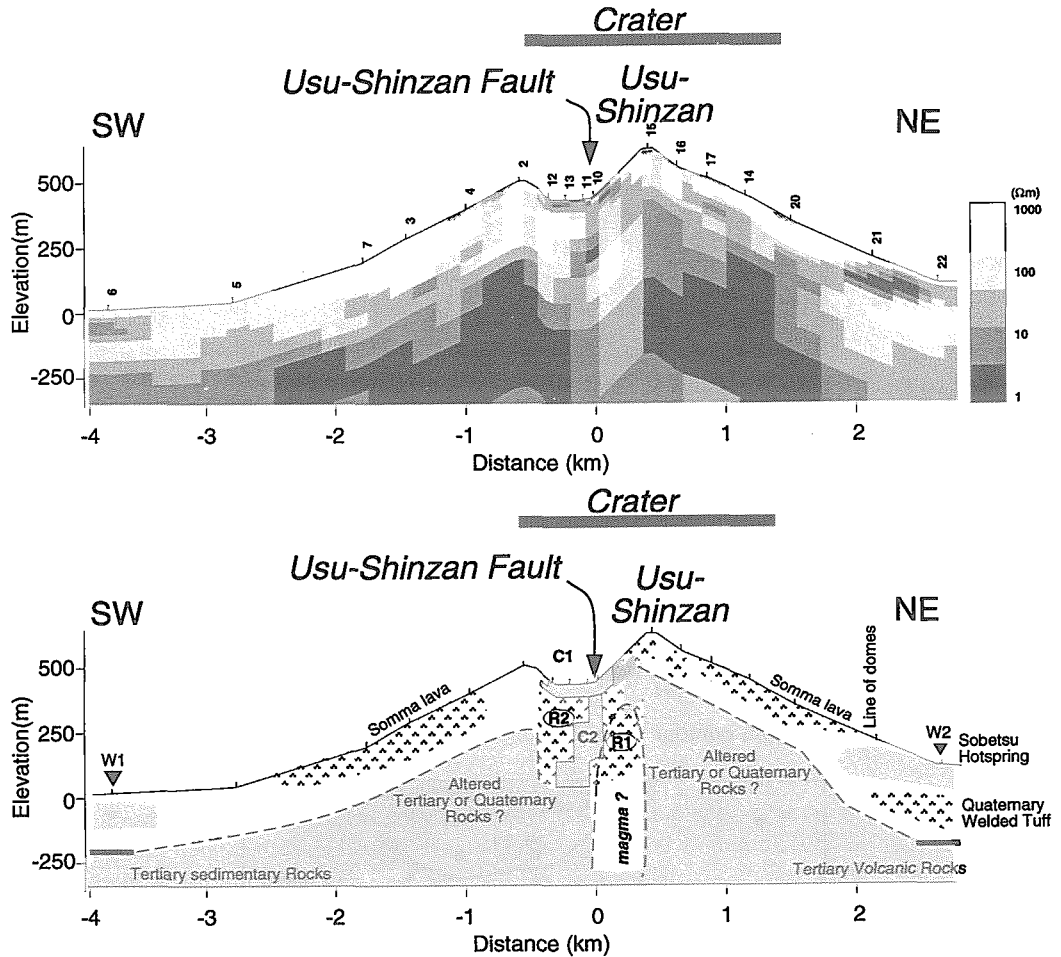 Crater
Usu-Shinzan Fault
Usu-
Shinzan
SW
NE
Elevation(m)
500
250
0
-250
6
5
7
3
4
2
12
13
11
10
15
16
17
14
20
21
22
(Ωm)
1000
100
10
1
-4
-3
-2
-1
0
1
2
Distance (km)
Crater
Usu-Shinzan Fault
Usu-
Shinzan
SW
NE
Elevation(m)
500
250
0
-250
W1
Somma lava
C1
R2
C2
R1
Somma lava
Line of domes
W2
Sobetsu
Hotspring
Altered
Tertiary or Quaternary
Rocks ?
Altered
Tertiary or Quaternary
Rocks ?
magma ?
Quaternary
Welded Tuff
Tertiary sedimentary Rocks
Tertiary Volcanic Rocks
-4
-3
-2
-1
0
1
2
Distance (km)